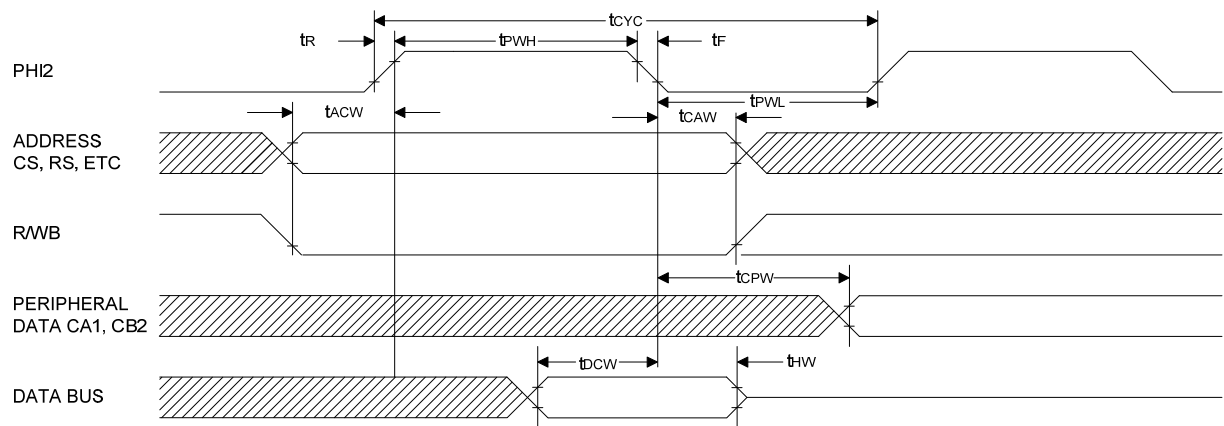 tCYC
tR
tPWH
tF
PHI2
tPWL
tACW
tCAW
ADDRESS
CS, RS, ETC
R/WB
tCPW
PERIPHERAL
DATA CA1, CB2
tDCW
tHW
DATA BUS